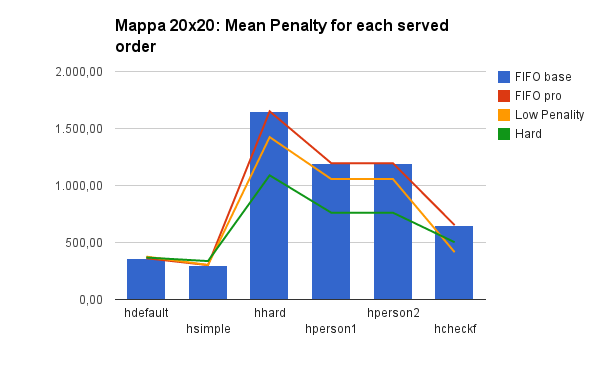 Mappa 20x20: Mean Penalty for each served
order
2.000,00
1.500,00
1.000,00
500,00
0,00
hdefault
hsimple
hhard
hperson1
hperson2
hcheckf
FIFO base
FIFO pro
Low Penality
Hard